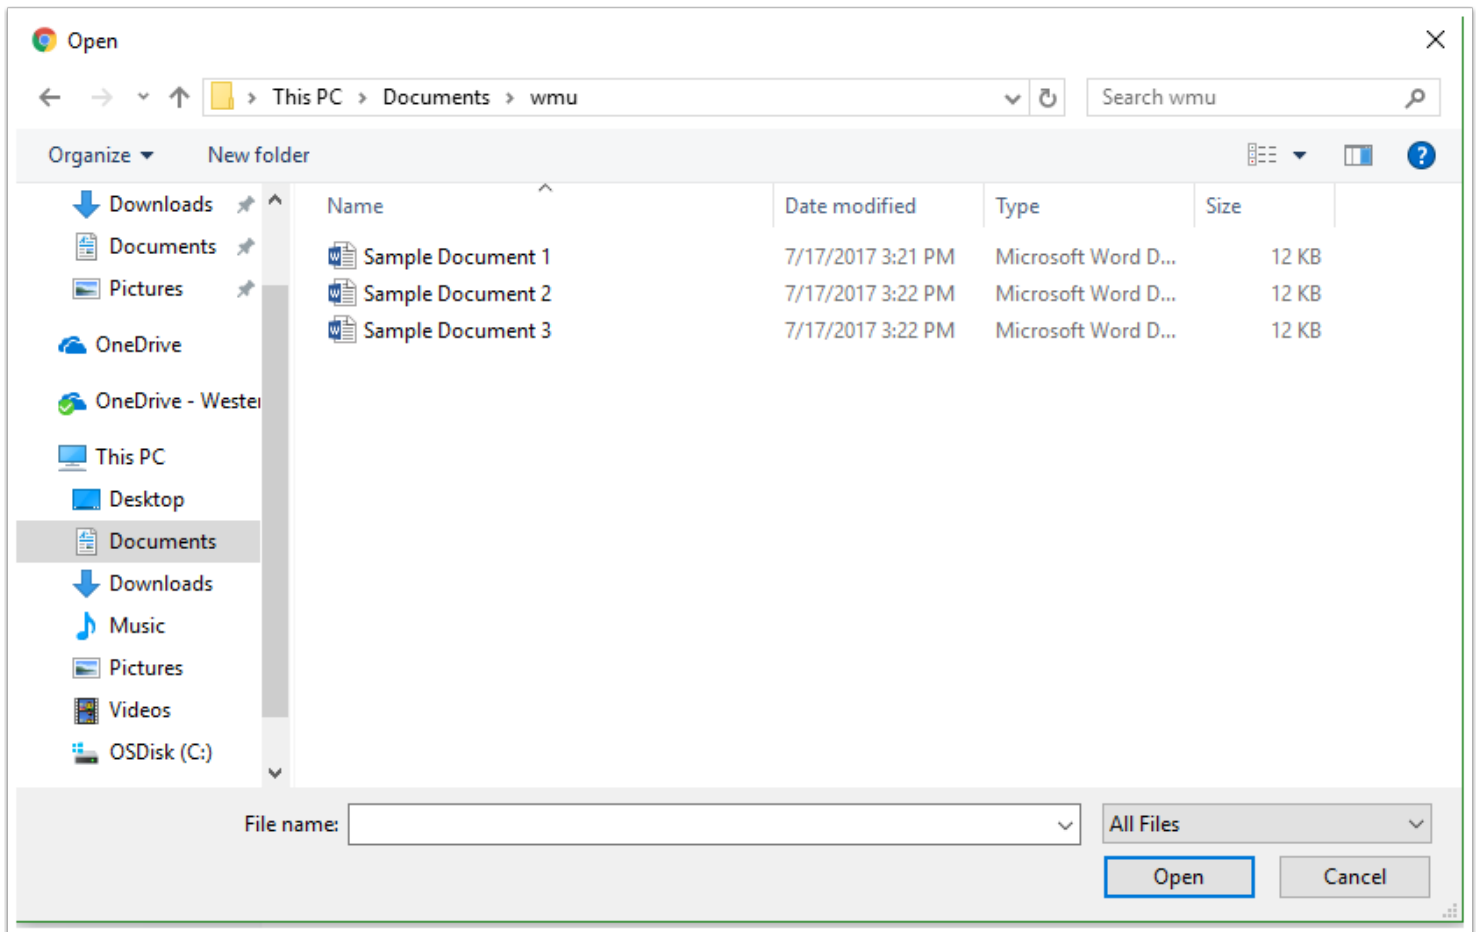 Open
This PC > Documents > wmu
Search wmu
Organize
New folder
?
Downloads
Documents
Pictures
OneDrive
OneDrive - Wester
This PC
Desktop
Documents
Downloads
Music
Pictures
Videos
OSDisk (C:)
Name Date modified Type Size
Sample Document 1 7/17/2017 3:21 PM Microsoft Word D... 12 KB
Sample Document 2 7/17/2017 3:22 PM Microsoft Word D... 12 KB
Sample Document 3 7/17/2017 3:22 PM Microsoft Word D... 12 KB
File name:
All Files
Open Cancel